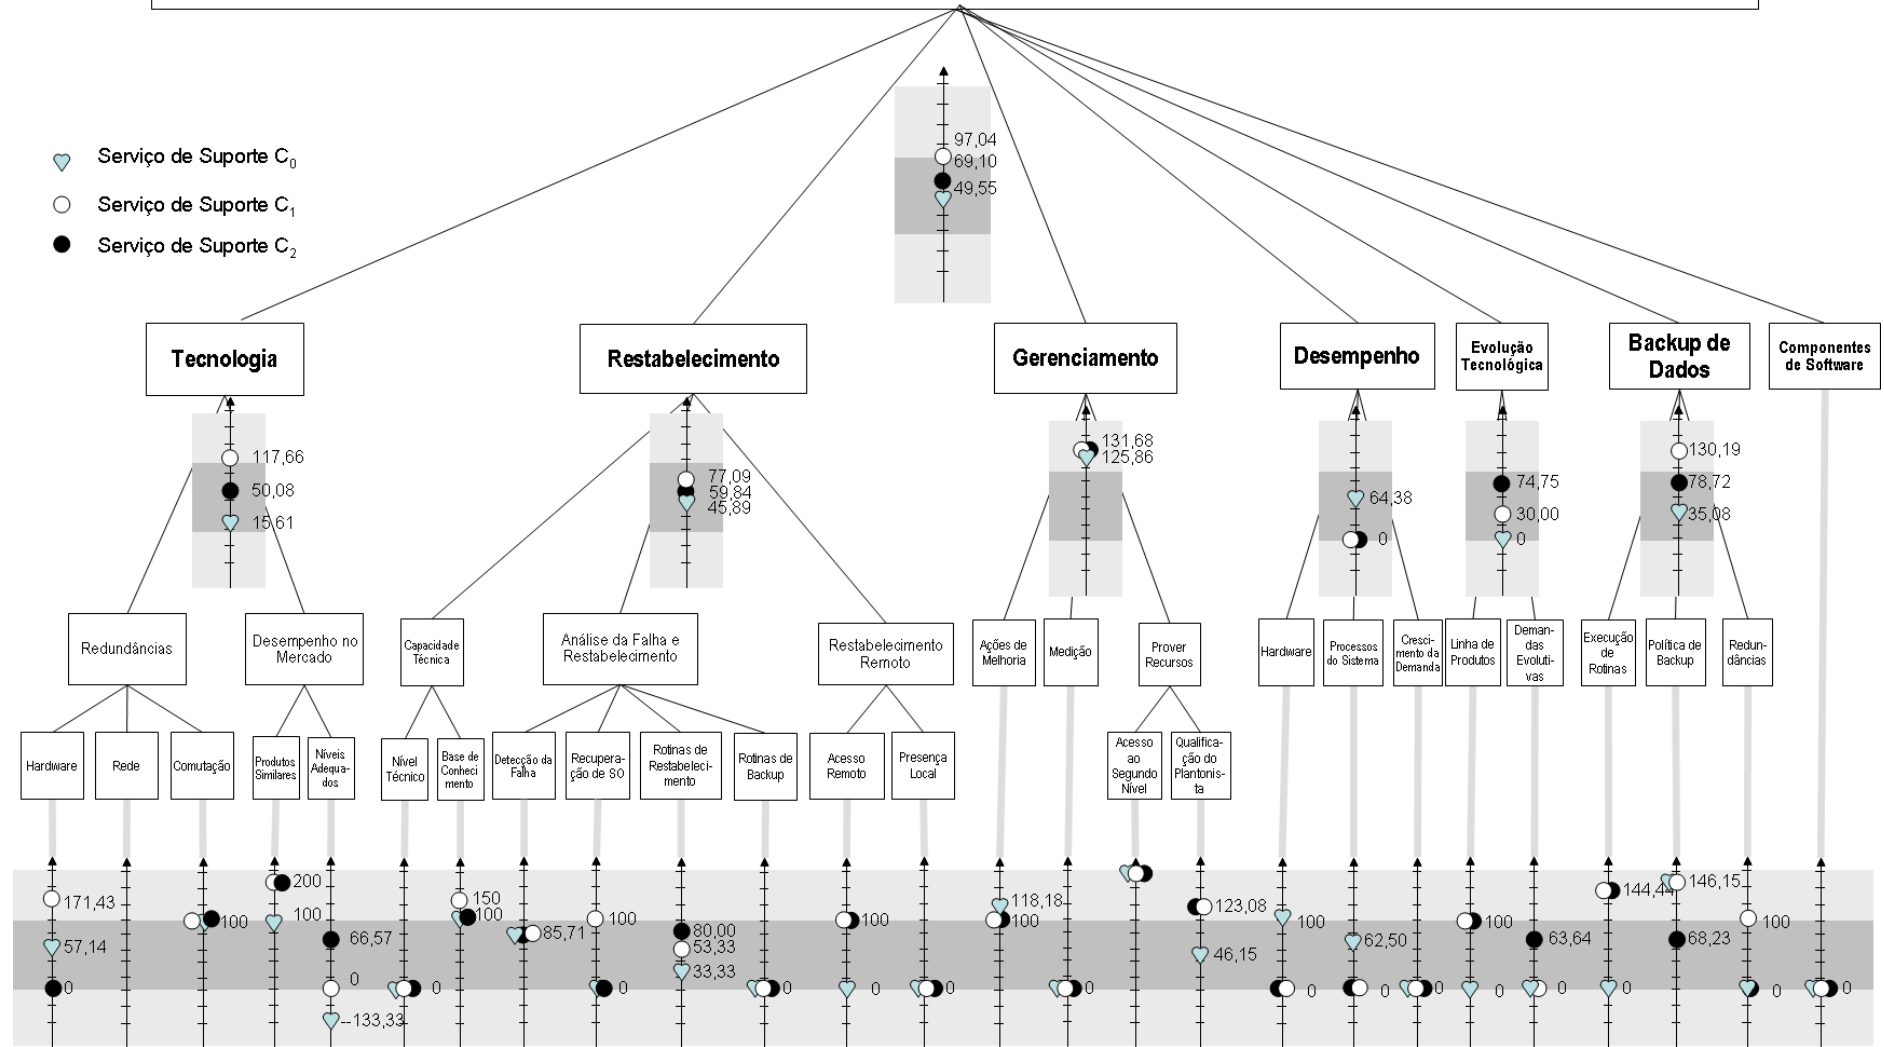 97,04
69,10
49,55
Serviço de Suporte C0
Serviço de Suporte C1
Serviço de Suporte C2
Tecnologia
Restabelecimento
Gerenciamento
Desempenho
Evolução
Tecnológica
Backup de
Dados
Componentes
de Software
117,66
50,08
15,61
77,09
59,84
45,89
131,68
125,86
64,38
0
74,75
30,00
0
130,19
78,72
35,08
Redundâncias
Desempenho no
Mercado
Capacidade
Técnica
Análise da Falha e
Restabelecimento
Restabelecimento
Remoto
Ações de
Melhoria
Medição
Prover
Recursos
Hardware
Processos
do Sistema
Cresci-
mento da
Demanda
Linha de
Produtos
Deman-
das
Evoluti-
vas
Execução
de
Rotinas
Política de
Backup
Redun-
dâncias
Hardware
Rede
Comutação
Produtos
Similares
Níveis
Adequa-
dos
Nível
Técnico
Base de
Conheci
mento
Detecção da
Falha
Recupera-
ção de SO
Rotinas de
Restabeleci-
mento
Rotinas de
Backup
Acesso
Remoto
Presença
Local
Acesso
ao
Segundo
Nível
Qualifica-
ção do
Plantonis-
ta
171,43
57,14
0
100
200
100
66,57
0
--133,33
0
150
100
85,71
100
0
80,00
53,33
33,33
0
100
0
0
118,18
100
0
123,08
46,15
100
0
62,50
0
0
100
0
63,64
0
144,44
0
146,15
68,23
100
0
0